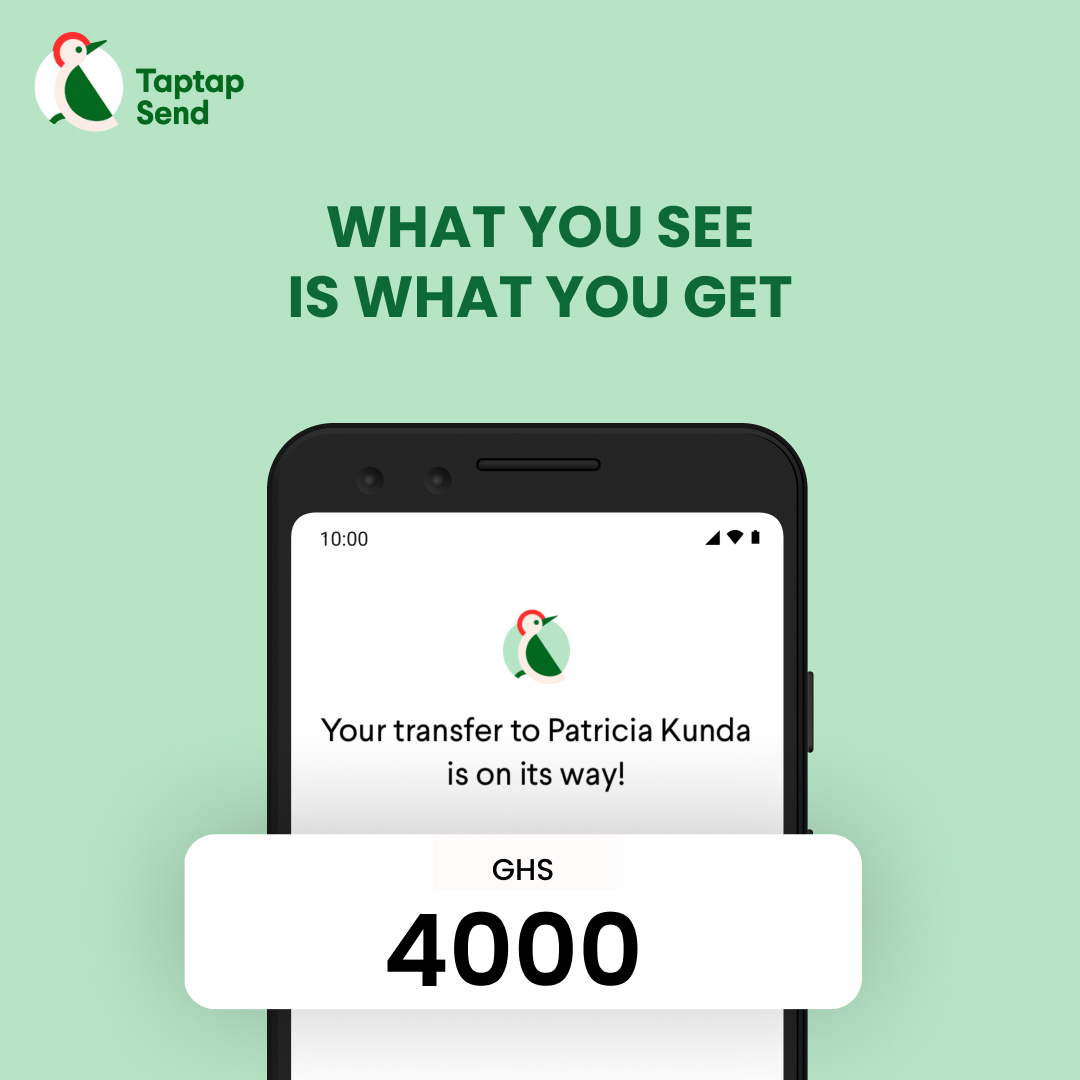 Taptap
Send
WHAT YOU SEE
IS WHAT YOU GET
10:00
Your transfer to Patricia Kunda
is on its way!
GHS
4000